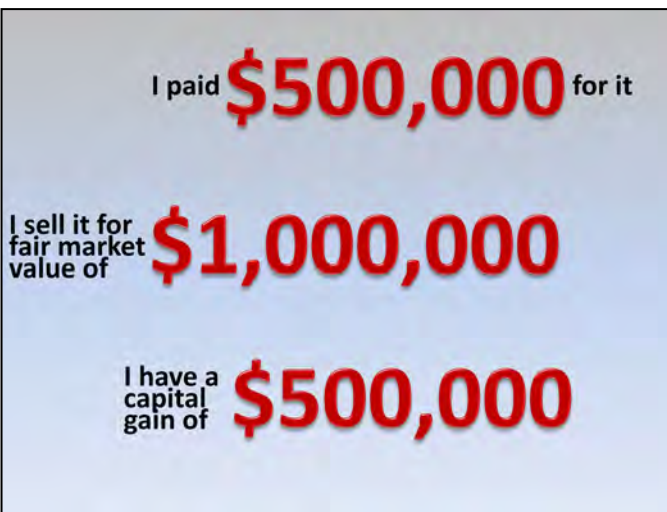 I paid $500,000 for it
I sell it for
fair market
value of $1,000,000
I have a
capital
gain of $500,000